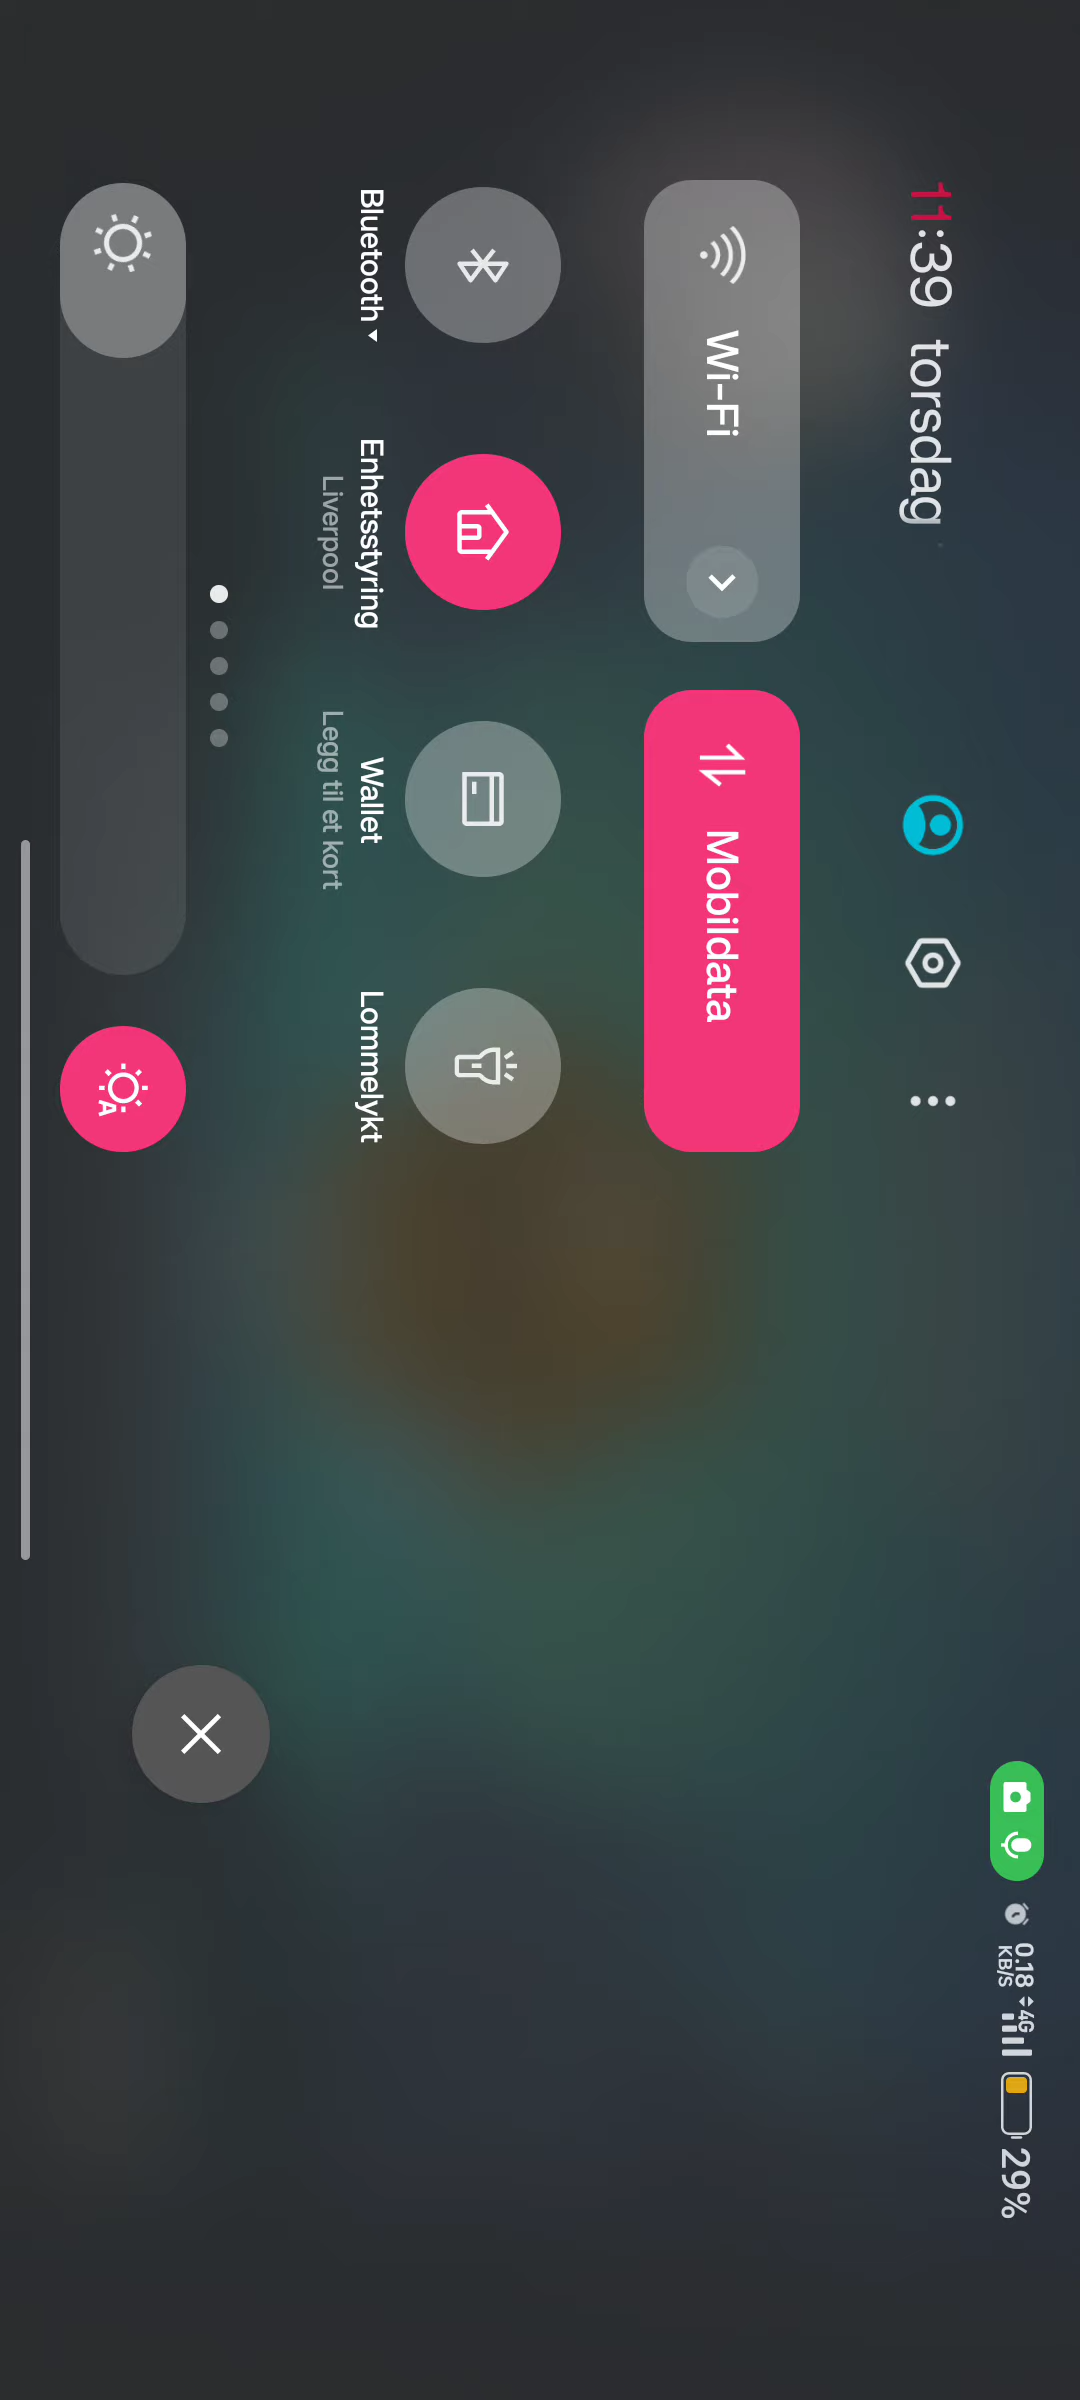 0.18
KB/S
4G
29%
11:39 torsdag
Wi-Fi
Mobildata
Bluetooth
Enhetsstyring
Liverpool
Wallet
Legg til et kort
Lommelykt
A